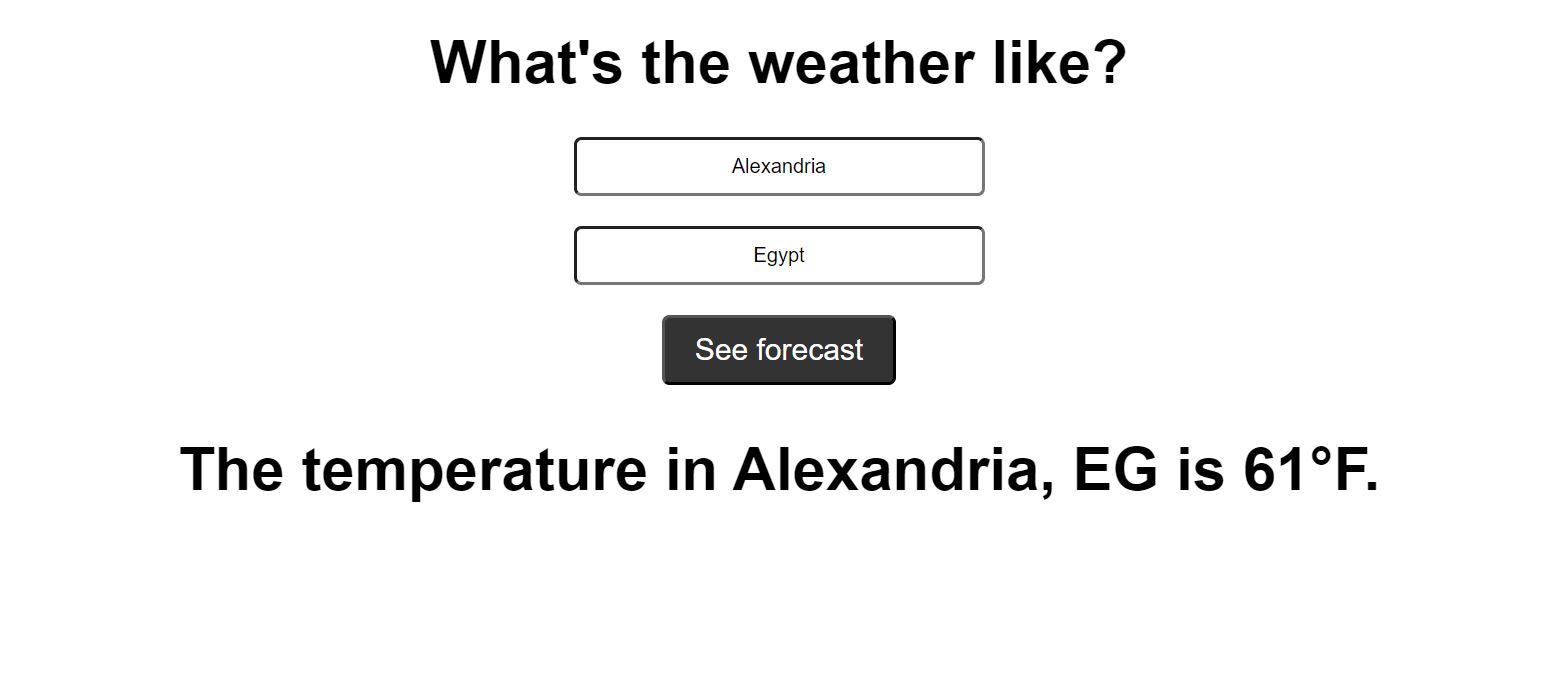 What's the weather like?
Alexandria
Egypt
See forecast
The temperature in Alexandria, EG is 61°F.